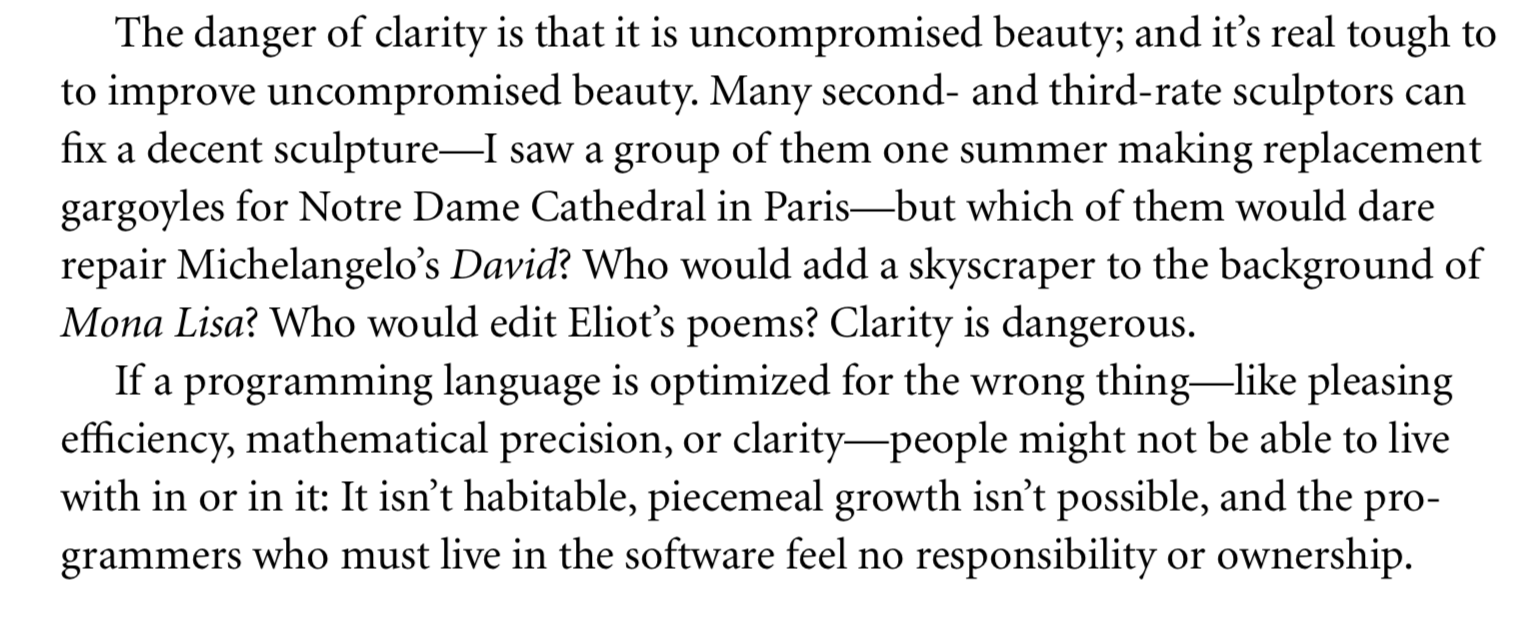 The danger of clarity is that it is uncompromised beauty; and it’s real tough to
to improve uncompromised beauty. Many second- and third-rate sculptors can
fix a decent sculpture—I saw a group of them one summer making replacement
gargoyles for Notre Dame Cathedral in Paris—but which of them would dare
repair Michelangelo’s David? Who would add a skyscraper to the background of
Mona Lisa? Who would edit Eliot’s poems? Clarity is dangerous.
If a programming language is optimized for the wrong thing—like pleasing
efficiency, mathematical precision, or clarity—people might not be able to live
with in or in it: It isn’t habitable, piecemeal growth isn’t possible, and the pro-
grammers who must live in the software feel no responsibility or ownership.